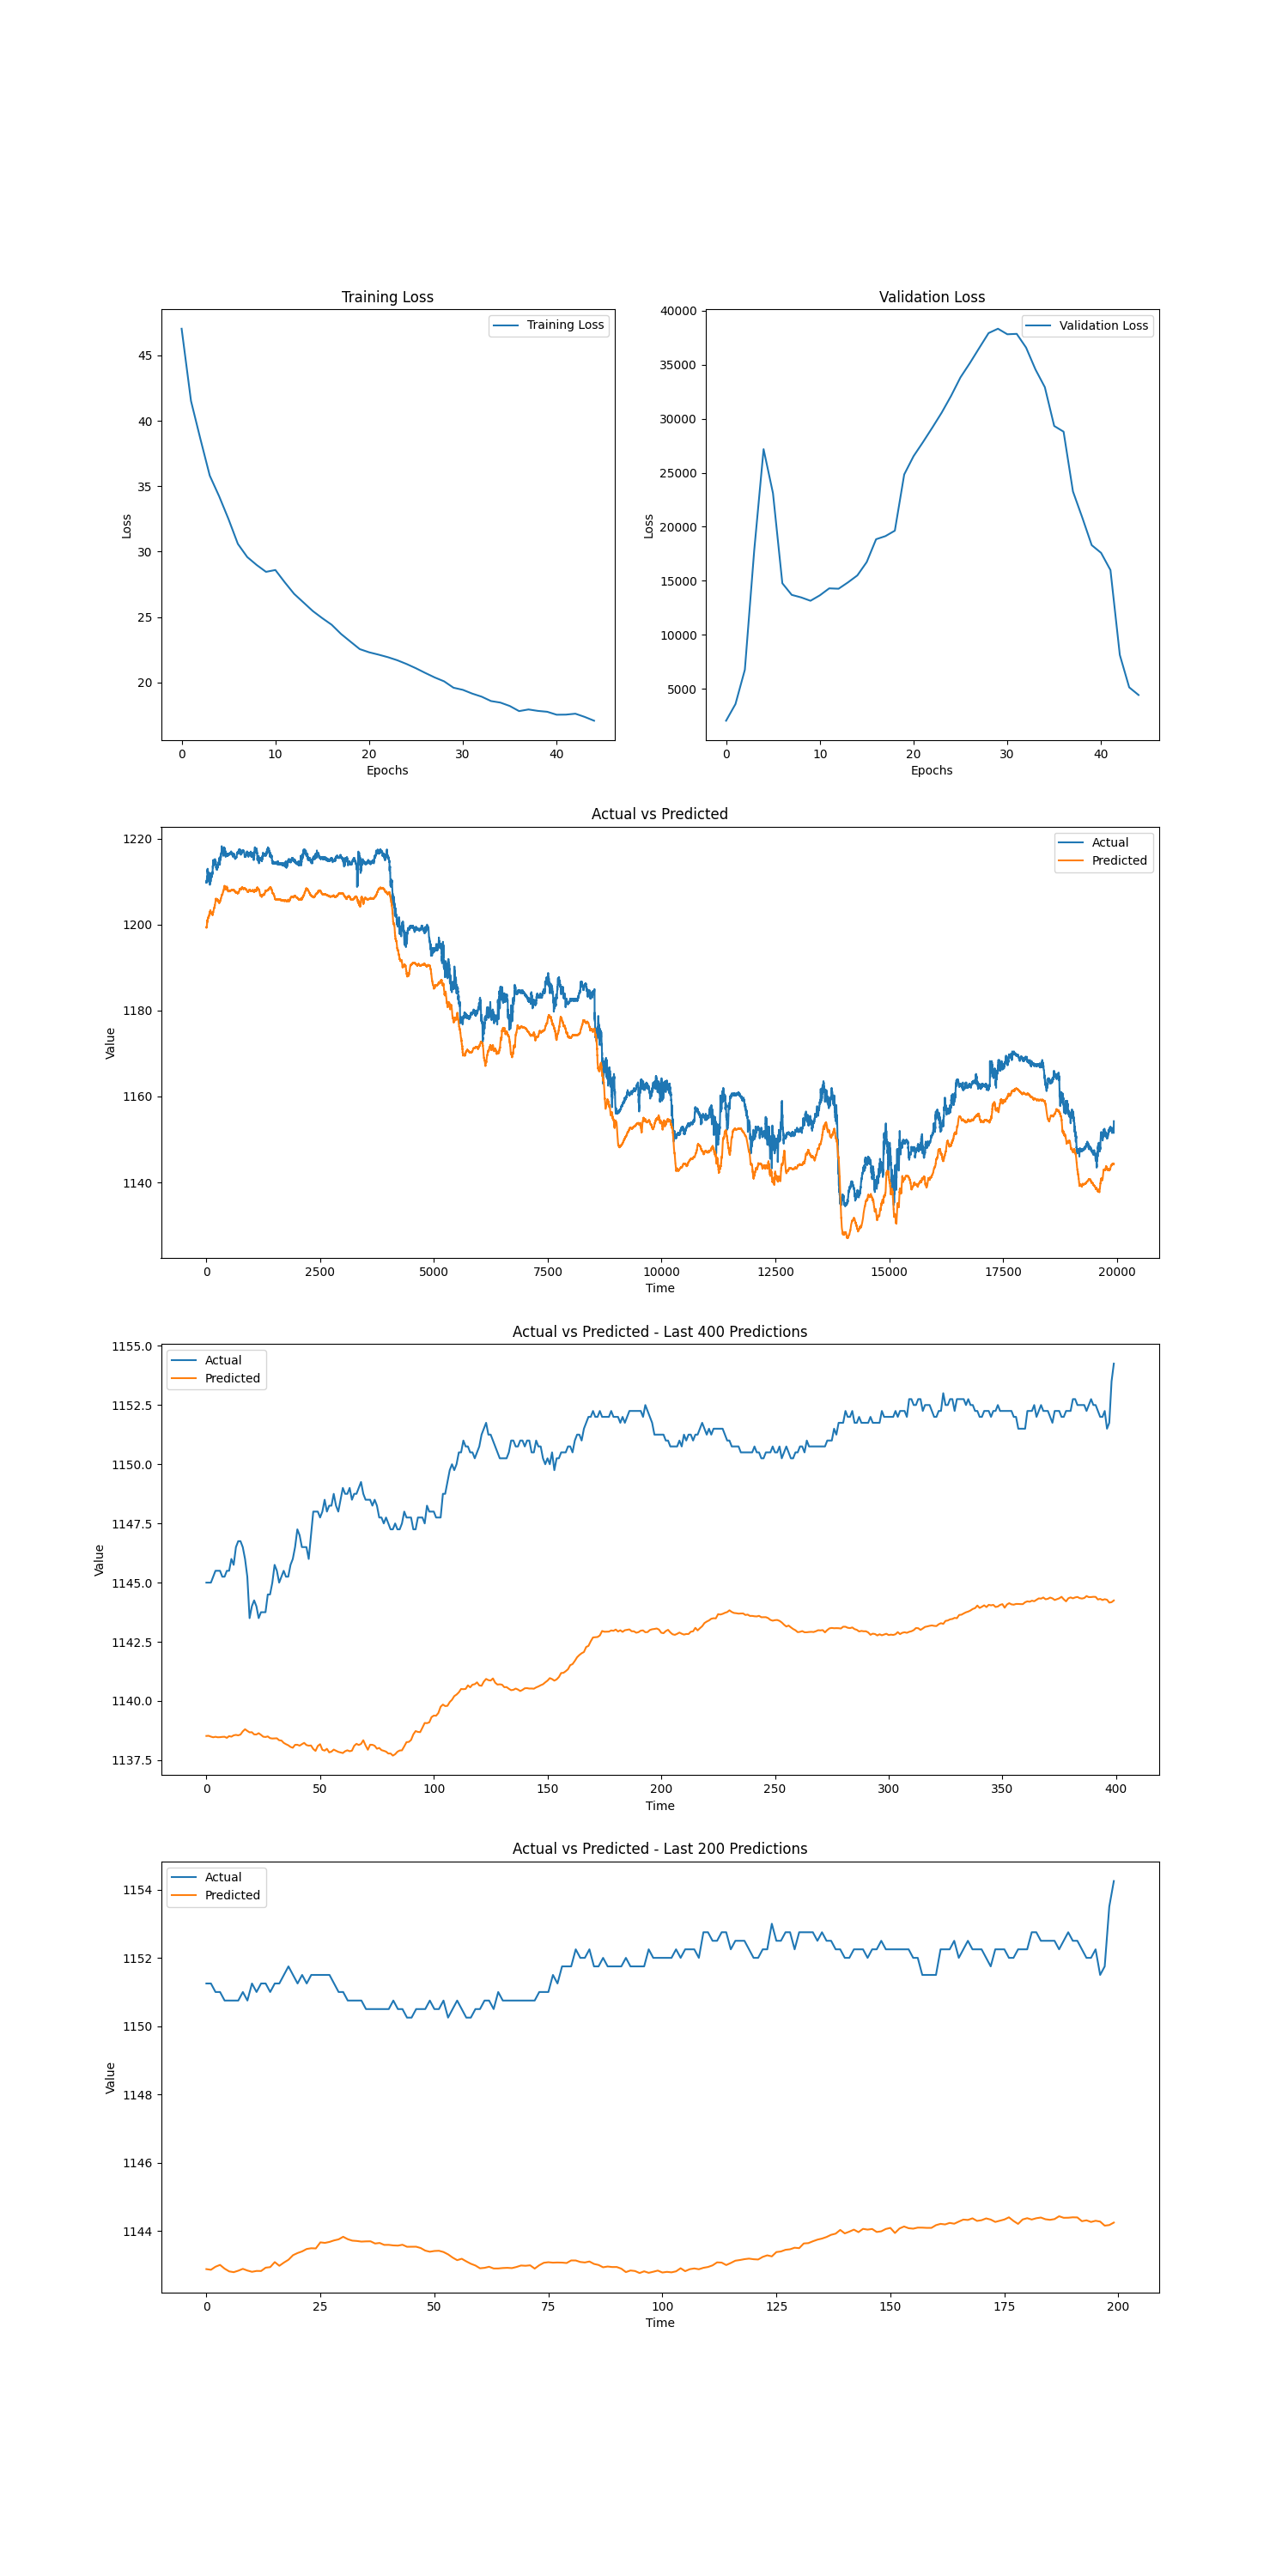 Training Loss
Training Loss
45
40
35
30
25
20
Loss
0 10 20 30 40
Epochs
Validation Loss
Validation Loss
40000
35000
30000
25000
20000
15000
10000
5000
Loss
0 10 20 30 40
Epochs
Actual vs Predicted
Actual
Predicted
1220
1200
1180
1160
1140
Value
0 2500 5000 7500 10000 12500 15000 17500 20000
Time
Actual vs Predicted - Last 400 Predictions
Actual
Predicted
1155.0
1152.5
1150.0
1147.5
1145.0
1142.5
1140.0
1137.5
Value
0 50 100 150 200 250 300 350 400
Time
Actual vs Predicted - Last 200 Predictions
Actual
Predicted
1154
1152
1150
1148
1146
1144
Value
0 25 50 75 100 125 150 175 200
Time